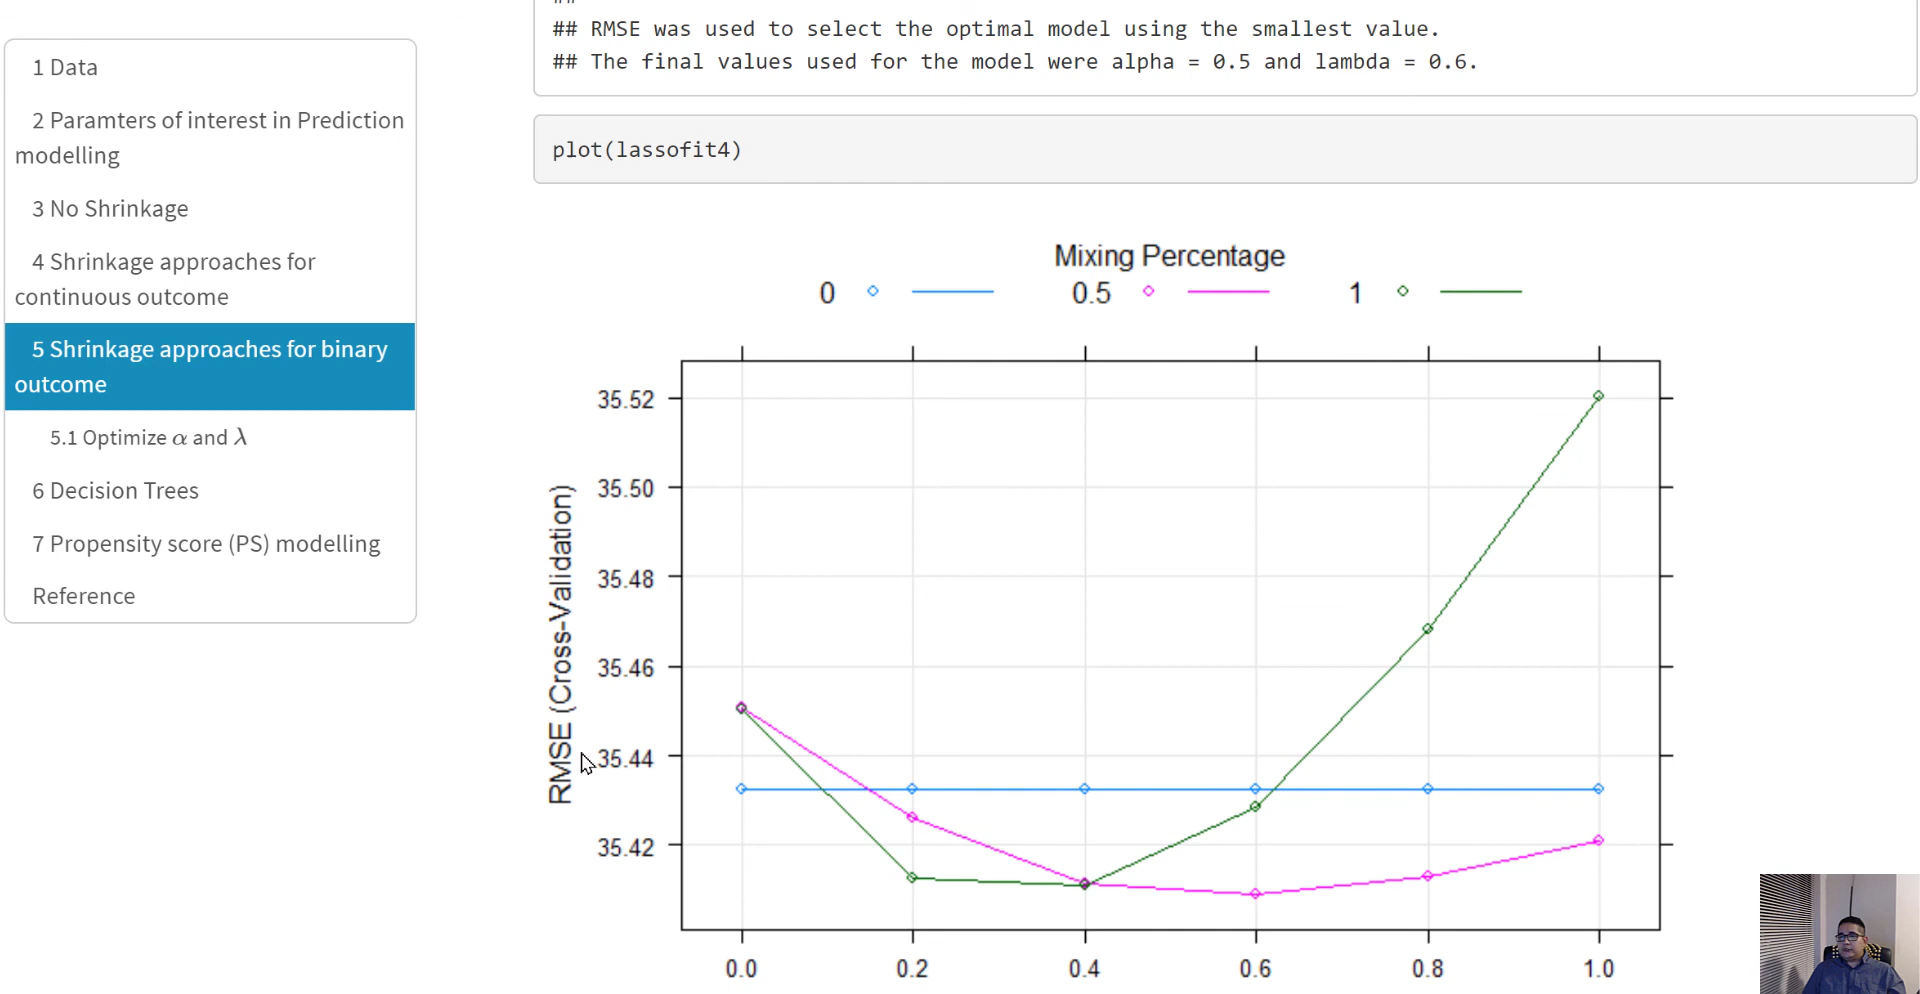 1 Data
2 Paramters of interest in Prediction
modelling
3 No Shrinkage
4 Shrinkage approaches for
continuous outcome
5 Shrinkage approaches for binary
outcome
5.1 Optimize α and λ
6 Decision Trees
7 Propensity score (PS) modelling
Reference
##
## RMSE was used to select the optimal model using the smallest value.
## The final values used for the model were alpha = 0.5 and lambda = 0.6.
plot(lassofit4)
Mixing Percentage
0 0.5 1
RMSE (Cross-Validation)
35.52
35.50
35.48
35.46
35.44
35.42
0.0 0.2 0.4 0.6 0.8 1.0